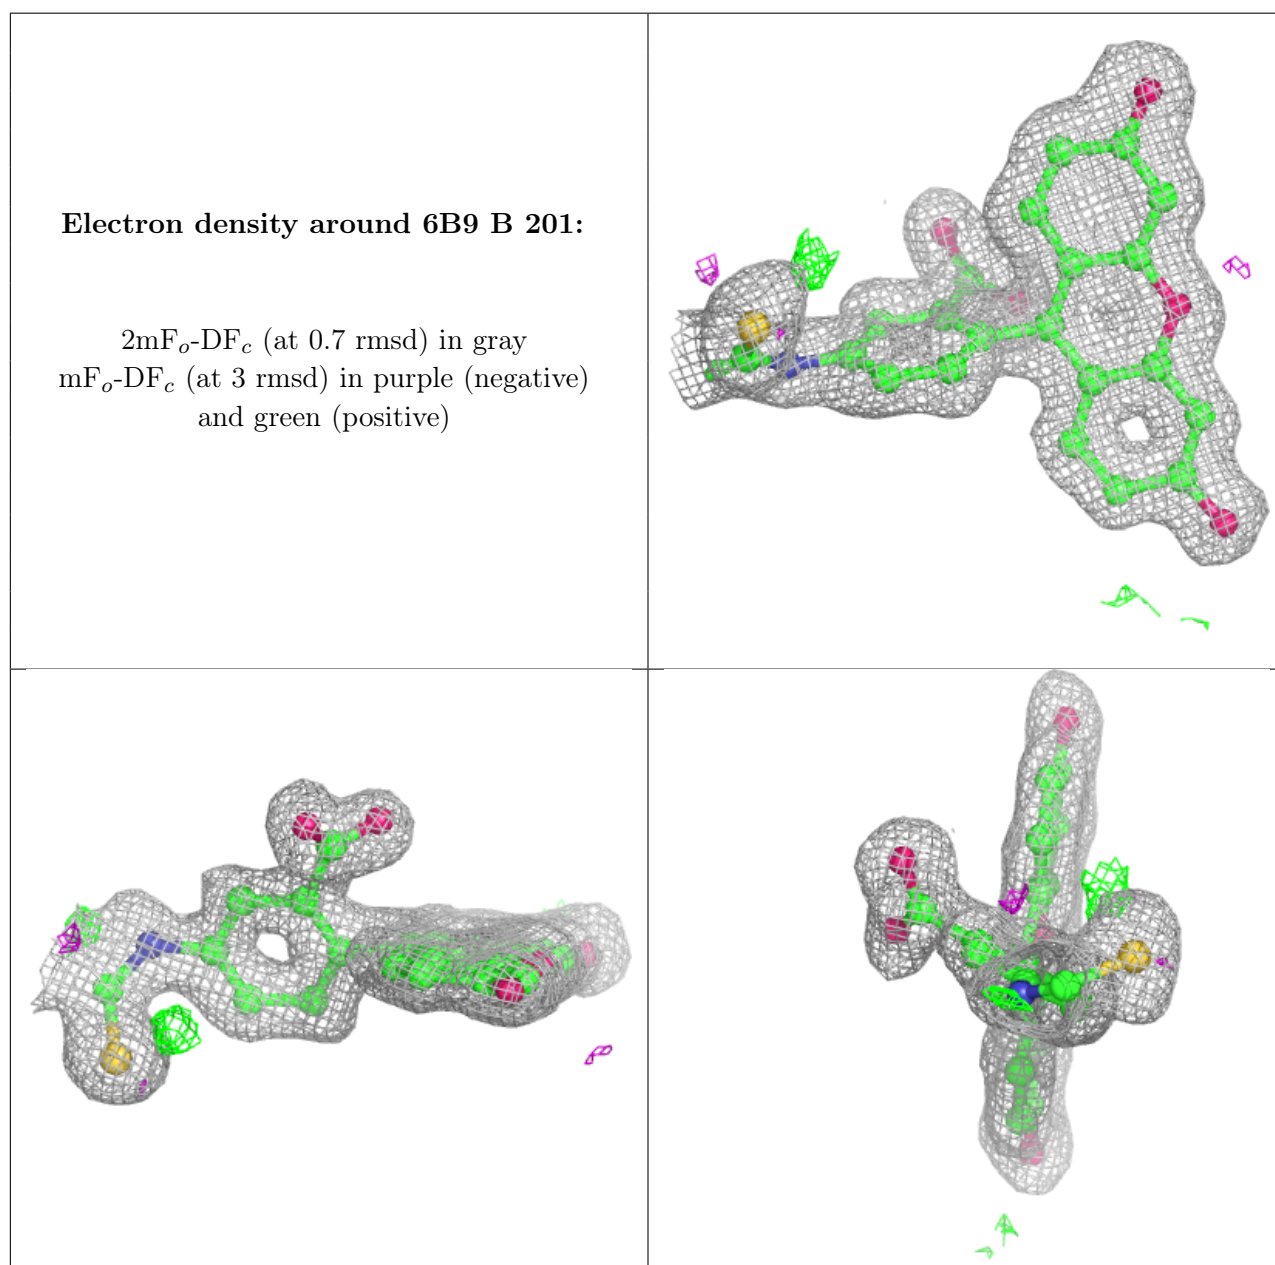 Electron density around 6B9 B 201:
2mFo-DFc (at 0.7 rmsd) in gray
mFo-DFc (at 3 rmsd) in purple (negative)
and green (positive)